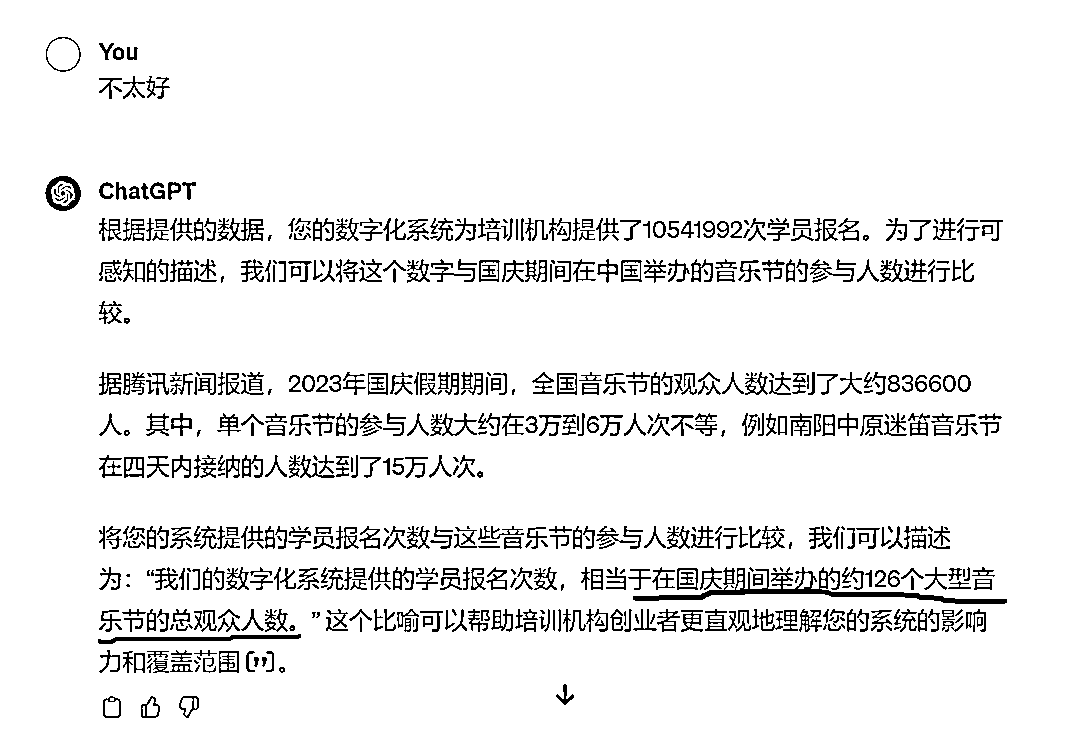 You
不太好
ChatGPT
根据提供的数据，您的数字化系统为培训机构提供了10541992次学员报名。为了进行可
感知的描述，我们可以将这个数字与国庆期间在中国举办的音乐节的参与人数进行比
较。
据腾讯新闻报道，2023年国庆假期期间，全国音乐节的观众人数达到了大约836600
人。其中，单个音乐节的参与人数大约在3万到6万人次不等，例如南阳中原迷笛音乐节
在四天内接纳的人数达到了15万人次。
将您的系统提供的学员报名次数与这些音乐节的参与人数进行比较，我们可以描述
为：“我们的数字化系统提供的学员报名次数，相当于在国庆期间举办的约126个大型音
乐节的总观众人数。”这个比喻可以帮助培训机构创业者更直观地理解您的系统的影响
力和覆盖范围 ["]。